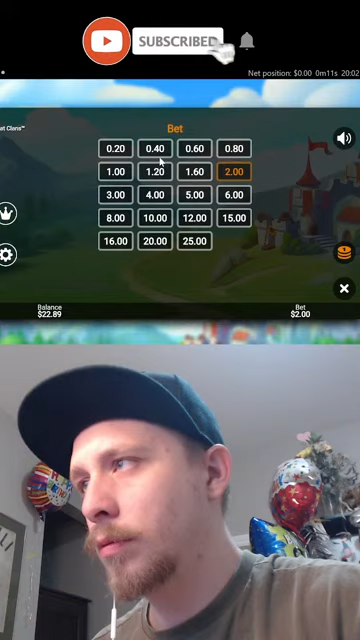 SUBSCRIBED
Net position: $0.00 0m11s 20:02
Bet
0.20 0.40 0.60 0.80
1.00 1.20 1.60 2.00
3.00 4.00 5.00 6.00
8.00 10.00 12.00 15.00
16.00 20.00 25.00
Balance
$22.89
Bet
$2.00